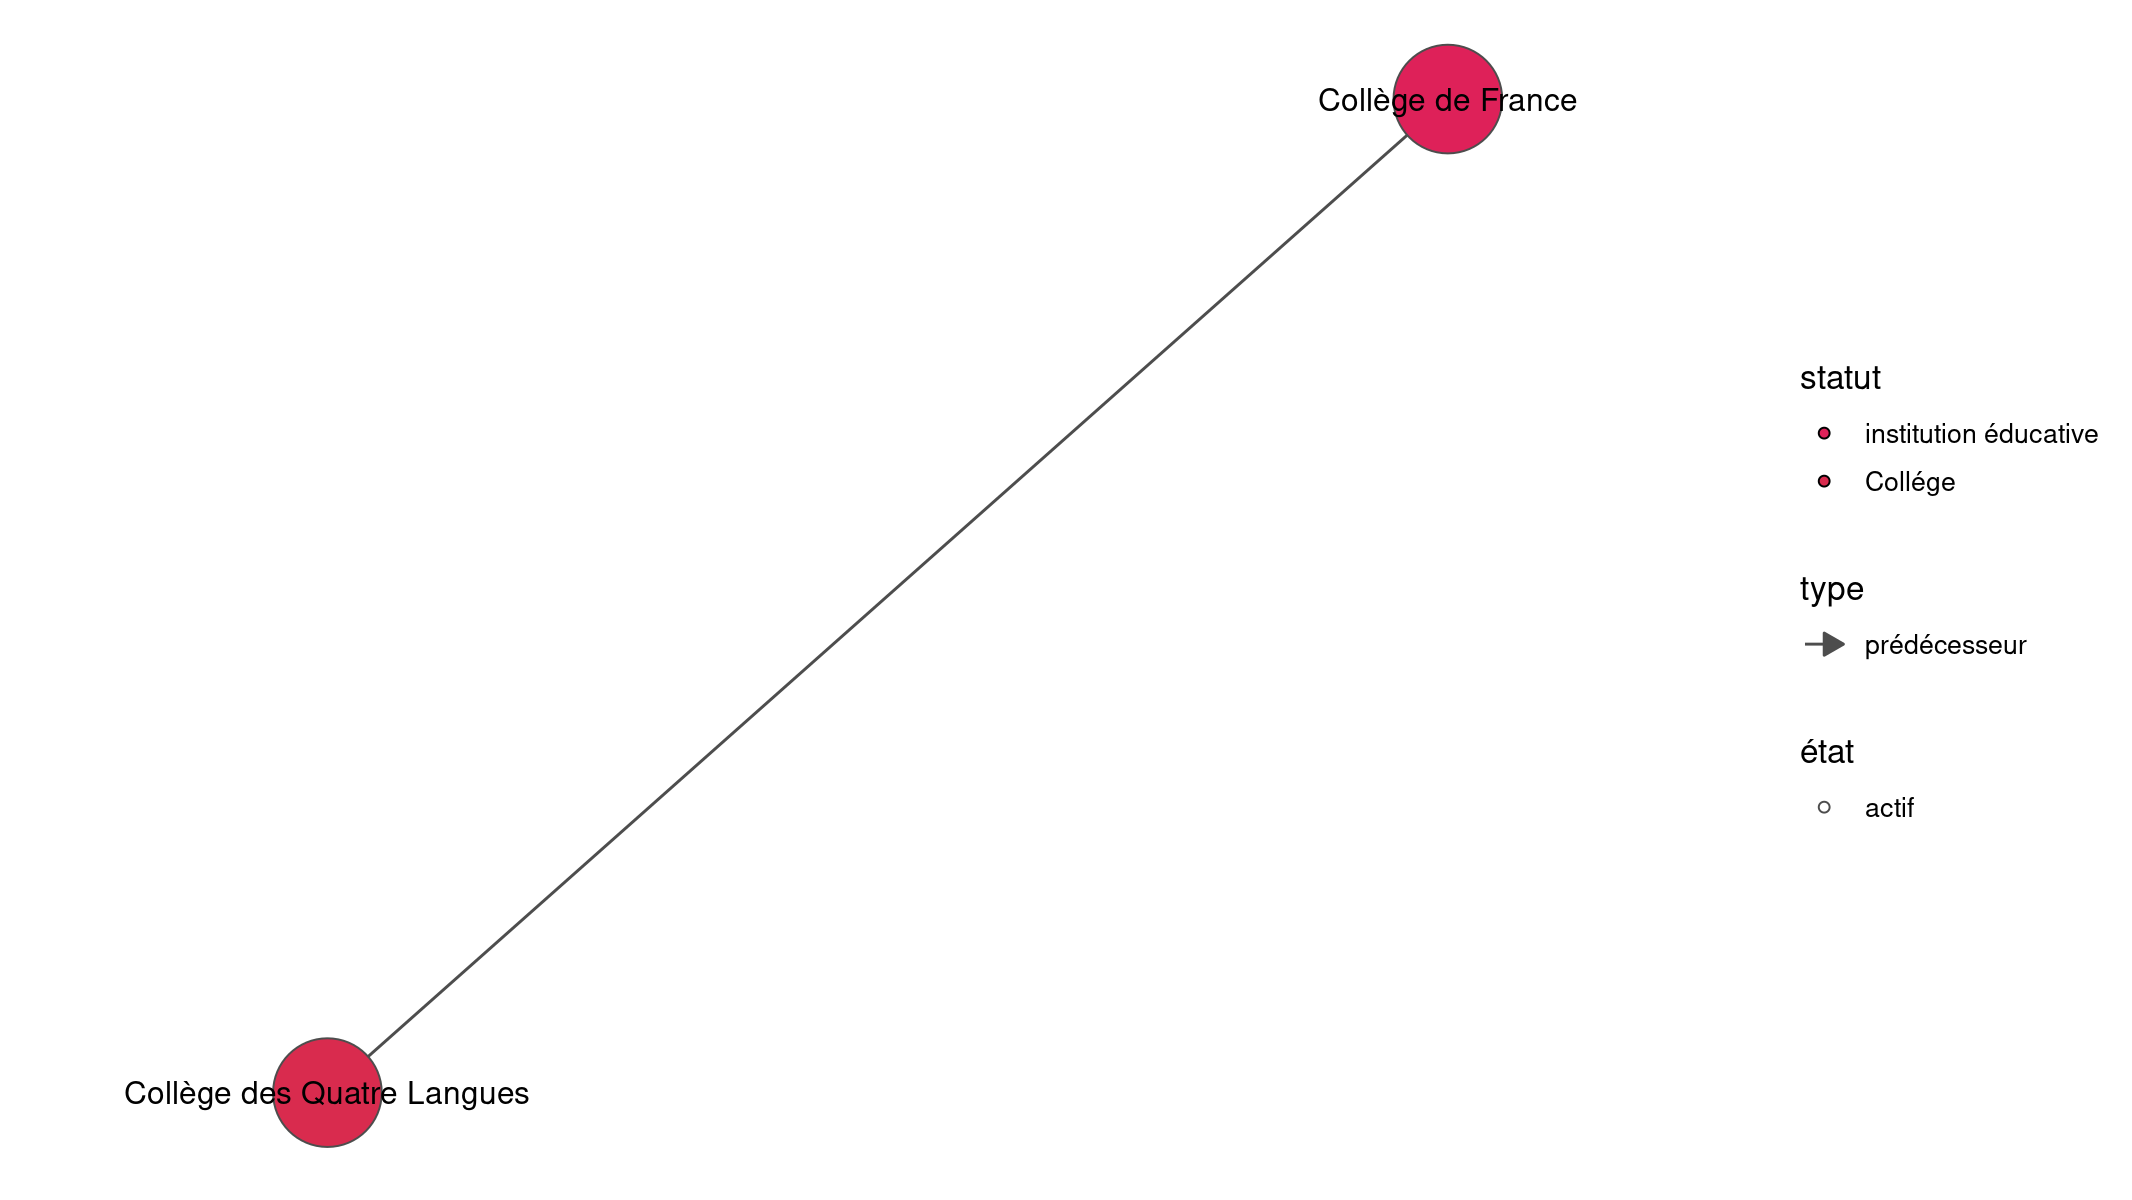 Collège de France
statut
institution éducative
Collége
type
prédécesseur
état
actif
Collège des Quatre Langues